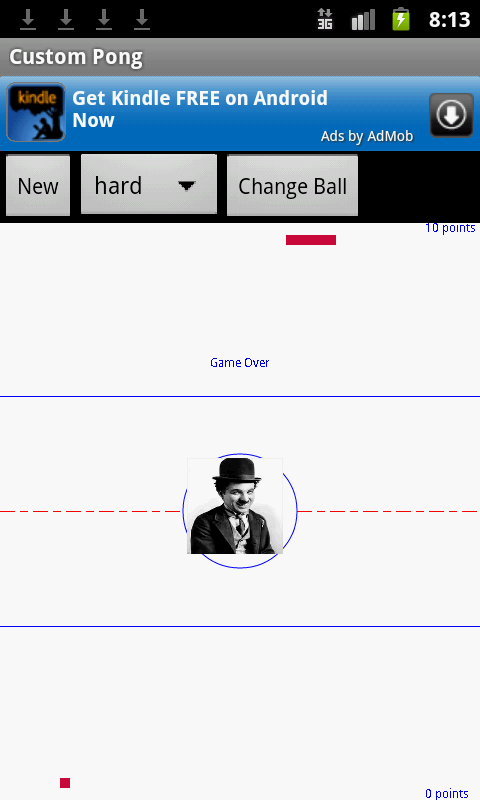 3G
8:13
Custom Pong
kindle
Get Kindle FREE on Android
Now
Ads by AdMob
New
hard
Change Ball
10 points
Game Over
0 points